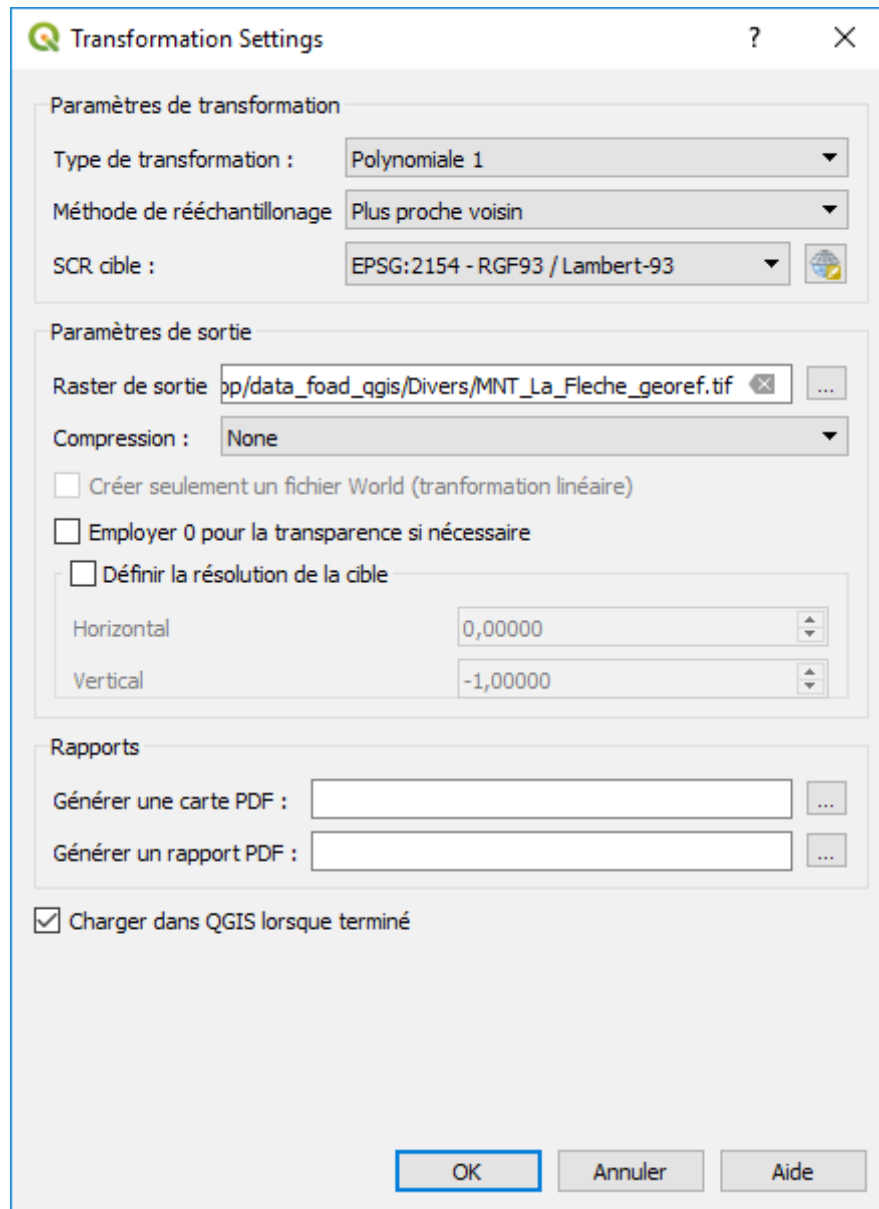 Transformation Settings ?
Paramètres de transformation
Type de transformation : Polynomiale 1
Méthode de rééchantillonage Plus proche voisin
SCR cible : EPSG:2154 - RGF93 / Lambert-93
Paramètres de sortie
Raster de sortie op/data_foad_qgis/Divers/MNT_La_Fleche_georef.tif ...
Compression : None
Créer seulement un fichier World (tranformation linéaire)
Employer 0 pour la transparence si nécessaire
Définir la résolution de la cible
Horizontal 0,00000
Vertical -1,00000
Rapports
Générer une carte PDF : ...
Générer un rapport PDF : ...
Charger dans QGIS lorsque terminé
OK Annuler Aide